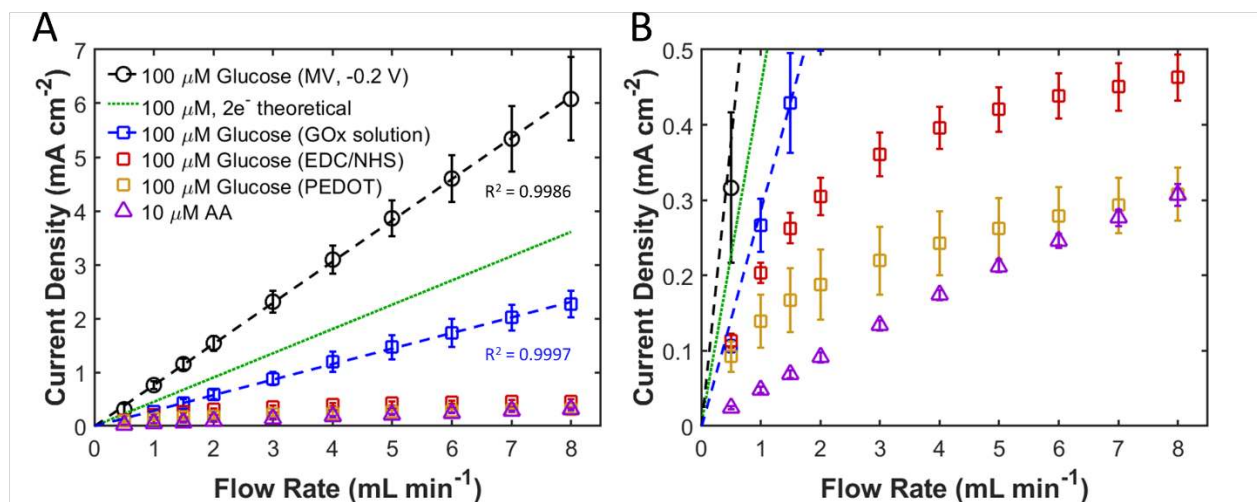 A
Current Density (mA cm-2)
7
6
5
4
3
2
1
0
100 μM Glucose (MV, -0.2 V)
100 μM, 2e- theoretical
100 μM Glucose (GOx solution)
100 μM Glucose (EDC/NHS)
100 μM Glucose (PEDOT)
10 μM AA
R2 = 0.9986
R2 = 0.9997
0 1 2 3 4 5 6 7 8
Flow Rate (mL min-1)
B
Current Density (mA cm-2)
0.5
0.4
0.3
0.2
0.1
0
0 1 2 3 4 5 6 7 8
Flow Rate (mL min-1)